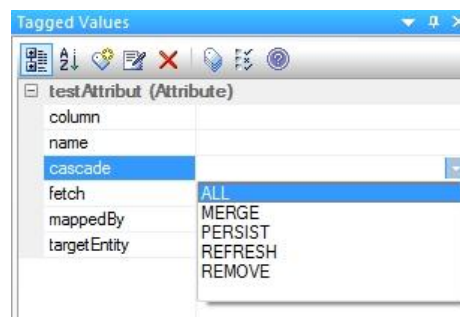 Tagged Values
testAttribut (Attribute)
column
name
cascade
fetch
ALL
mappedBy
MERGE
PERSIST
targetEntity
REFRESH
REMOVE